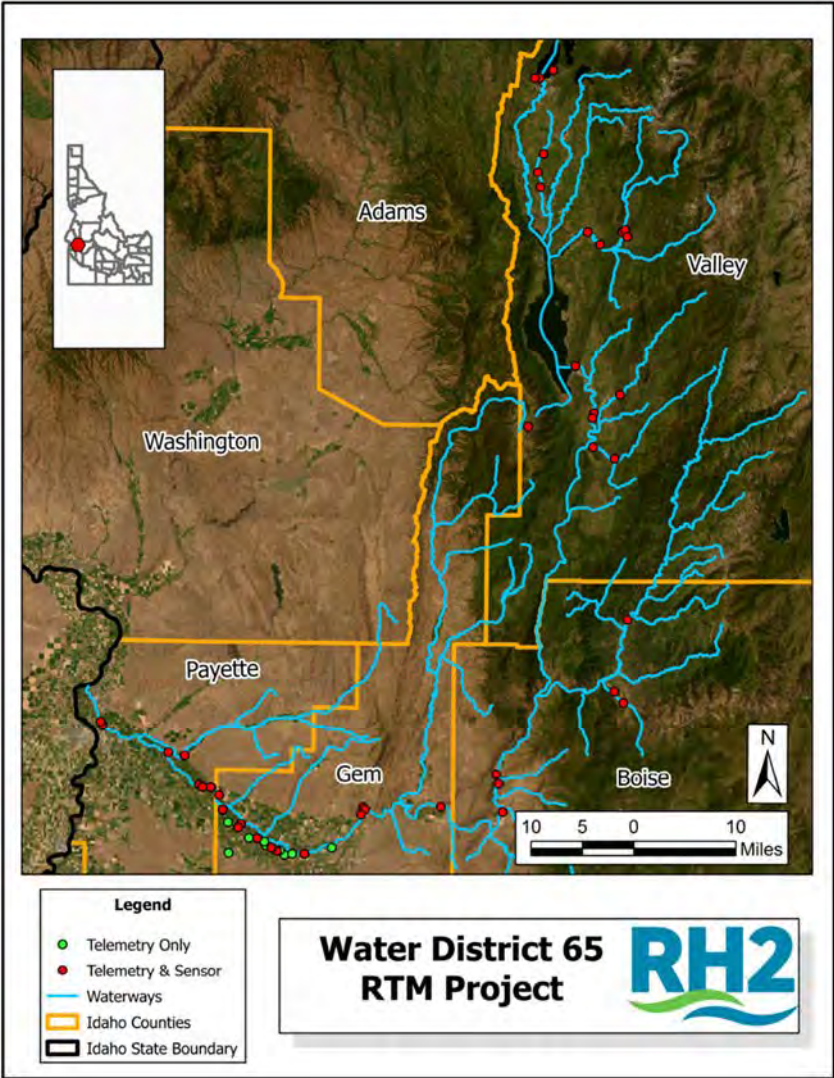 Adams
Valley
Washington
Payette
Gem
Boise
N
10 5 0 10
Miles
Legend
Telemetry Only
Telemetry & Sensor
Waterways
Idaho Counties
Idaho State Boundary
Water District 65
RTM Project
RH2